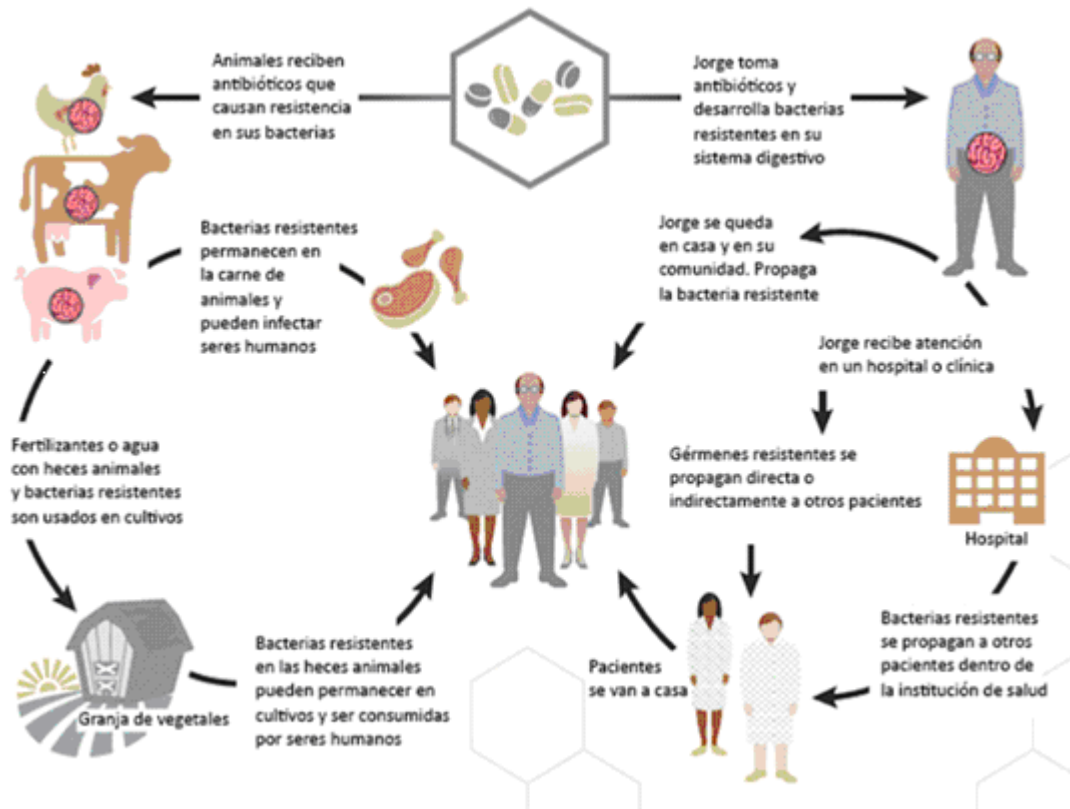 Animales reciben
antibióticos que
causan resistencia
en sus bacterias
Jorge toma
antibióticos y
desarrolla bacterias
resistentes en su
sistema digestivo
Bacterias resistentes
permanecen en
la carne de
animales y
pueden infectar
seres humanos
Jorge se queda
en casa y en su
comunidad. Propaga
la bacteria resistente
Jorge recibe atención
en un hospital o clínica
Fertilizantes o agua
con heces animales
y bacterias resistentes
son usados en cultivos
Gérmenes resistentes se
propagan directa o
indirectamente a otros pacientes
Hospital
Granja de vegetales
Bacterias resistentes
en las heces animales
pueden permanecer en
cultivos y ser consumidas
por seres humanos
Pacientes
se van a casa
Bacterias resistentes
se propagan a otros
pacientes dentro de
la institución de salud